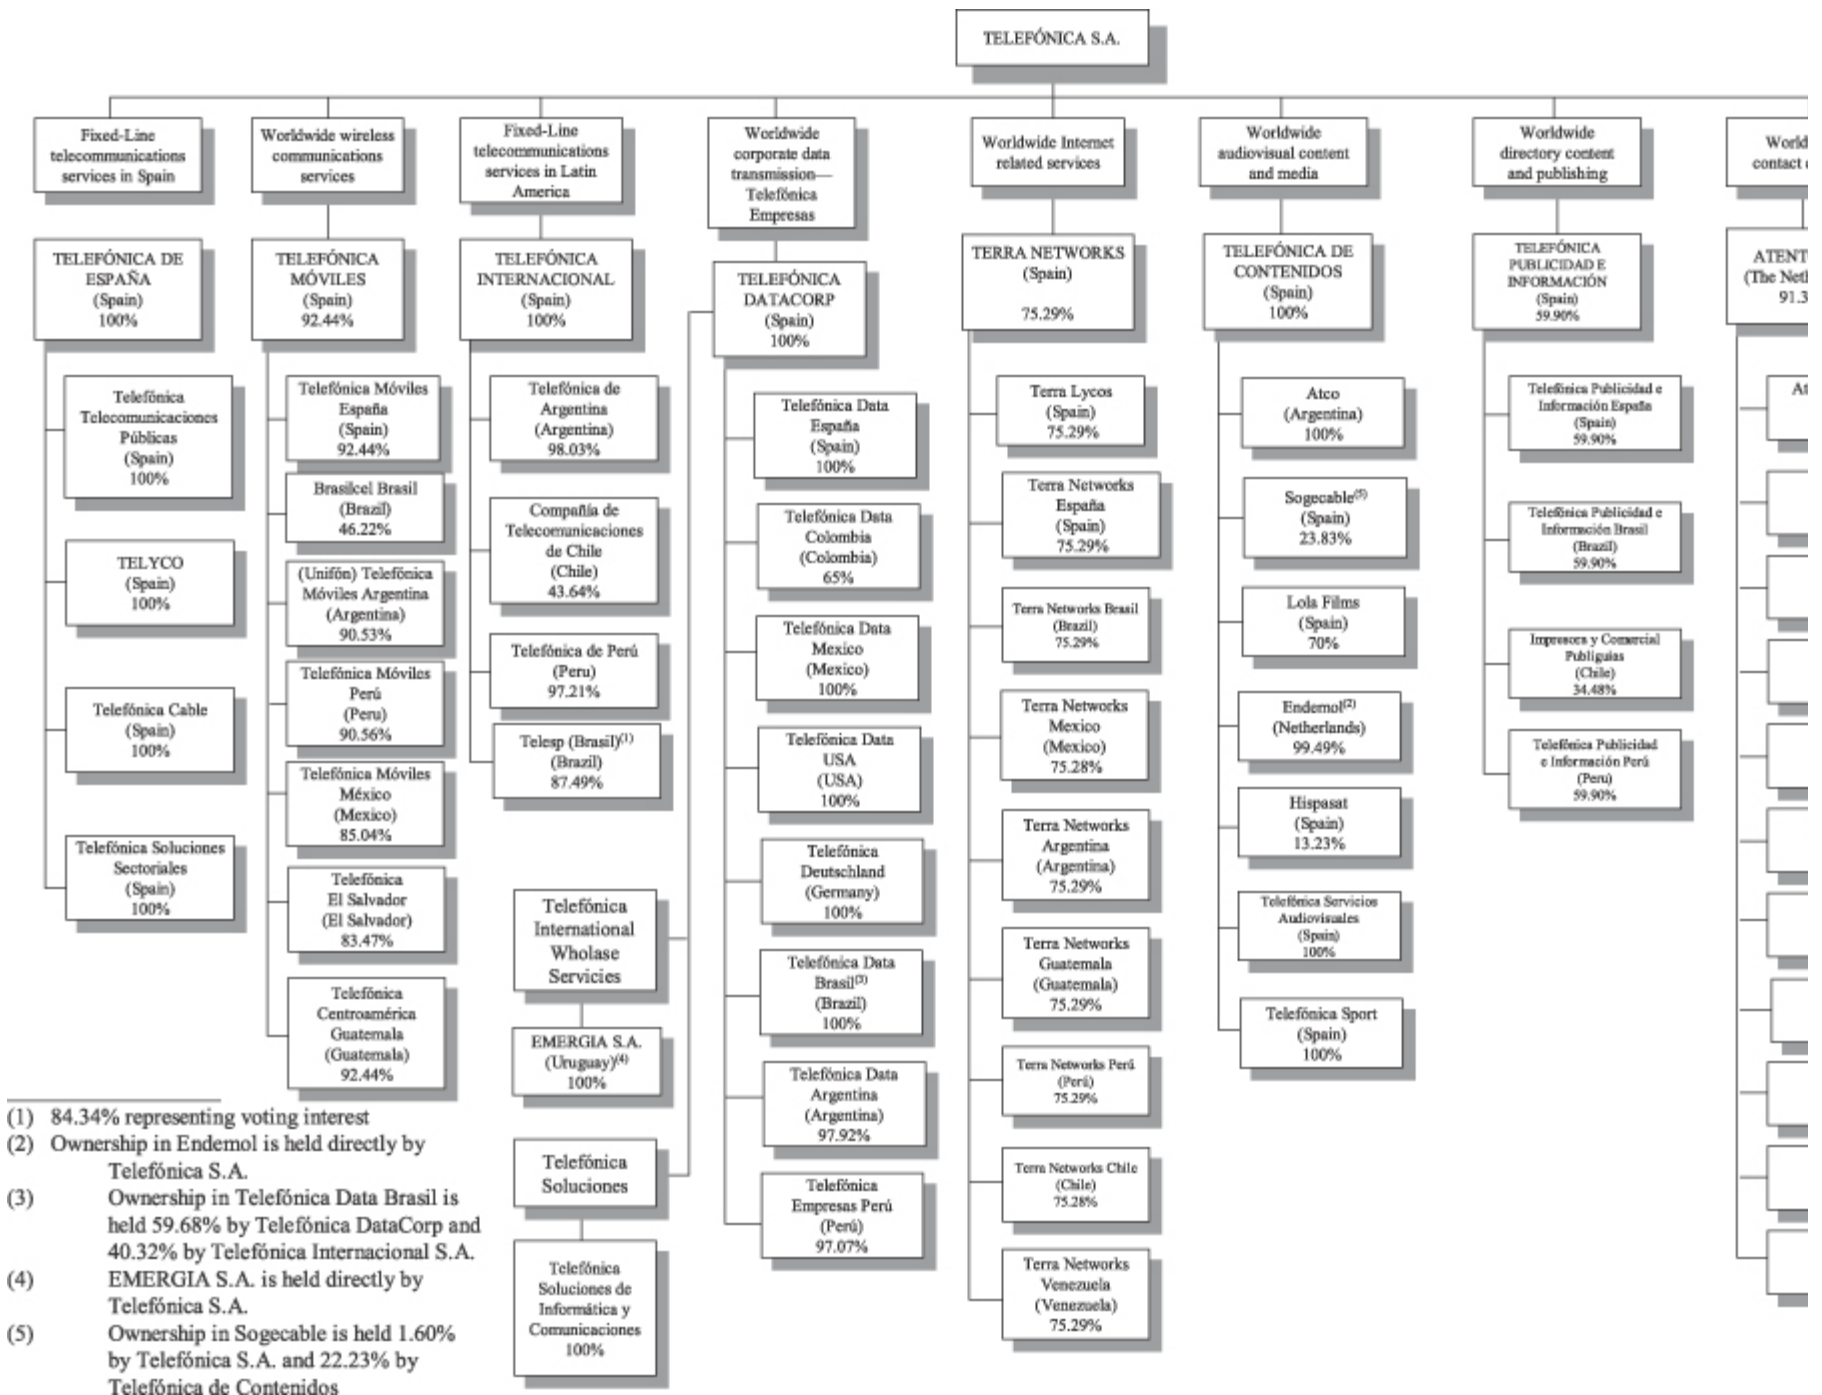 TELEFÓNICA S.A.
Fixed-Line
telecommunications
services in Spain
TELEFÓNICA DE
ESPAÑA
(Spain)
100%
Telefónica
Telecomunicaciones
Públicas
(Spain)
100%
TELYCO
(Spain)
100%
Telefónica Cable
(Spain)
100%
Telefónica Soluciones
Sectoriales
(Spain)
100%
Worldwide wireless
communications
services
TELEFÓNICA
MÓVILES
(Spain)
92.44%
Telefónica Móviles
España
(Spain)
92.44%
Brasilcel Brasil
(Brazil)
46.22%
(Unifón) Telefónica
Móviles Argentina
(Argentina)
90.53%
Telefónica Móviles
Perú
(Peru)
90.56%
Telefónica Móviles
México
(Mexico)
85.04%
Telefónica
El Salvador
(El Salvador)
83.47%
Telefónica
Centroamérica
Guatemala
(Guatemala)
92.44%
Fixed-Line
telecommunications
services in Latin
America
TELEFÓNICA
INTERNACIONAL
(Spain)
100%
Telefónica de
Argentina
(Argentina)
98.03%
Compañía de
Telecomunicaciones
de Chile
(Chile)
43.64%
Telefónica de Perú
(Peru)
97.21%
Telesp (Brasil)(1)
(Brazil)
87.49%
Worldwide
corporate data
transmission—
Telefónica
Empresas
TELEFÓNICA
DATACORP
(Spain)
100%
Telefónica Data
España
(Spain)
100%
Telefónica Data
Colombia
(Colombia)
65%
Telefónica Data
Mexico
(Mexico)
100%
Telefónica Data
USA
(USA)
100%
Telefónica
Deutschland
(Germany)
100%
Telefónica Data
Brasil(3)
(Brazil)
100%
Telefónica Data
Argentina
(Argentina)
97.92%
Telefónica
Empresas Perú
(Perú)
97.07%
Telefónica
International
Wholase
Servicies
EMERGIA S.A.
(Uruguay)(4)
100%
Telefónica
Soluciones
Telefónica
Soluciones de
Informática y
Comunicaciones
100%
Worldwide Internet
related services
TERRA NETWORKS
(Spain)
75.29%
Terra Lycos
(Spain)
75.29%
Terra Networks
España
(Spain)
75.29%
Terra Networks Brasil
(Brazil)
75.29%
Terra Networks
Mexico
(Mexico)
75.28%
Terra Networks
Argentina
(Argentina)
75.29%
Terra Networks
Guatemala
(Guatemala)
75.29%
Terra Networks Perú
(Perú)
75.29%
Terra Networks Chile
(Chile)
75.28%
Terra Networks
Venezuela
(Venezuela)
75.29%
Worldwide
audiovisual content
and media
TELEFÓNICA DE
CONTENIDOS
(Spain)
100%
Atco
(Argentina)
100%
Sogecable(5)
(Spain)
23.83%
Lola Films
(Spain)
70%
Endemol(2)
(Netherlands)
99.49%
Hispasat
(Spain)
13.23%
Telefónica Servicios
Audiovisuales
(Spain)
100%
Telefónica Sport
(Spain)
100%
Worldwide
directory content
and publishing
TELEFÓNICA
PUBLICIDAD E
INFORMACIÓN
(Spain)
59.90%
Telefónica Publicidad e
Información España
(Spain)
59.90%
Telefónica Publicidad e
Información Brasil
(Brazil)
59.90%
Impresora y Comercial
Publiguías
(Chile)
34.48%
Telefónica Publicidad
e Información Perú
(Peru)
59.90%
World
contact
ATENT
(The Neth
91.3
At
(1) 84.34% representing voting interest
(2) Ownership in Endemol is held directly by
Telefónica S.A.
(3) Ownership in Telefónica Data Brasil is
held 59.68% by Telefónica DataCorp and
40.32% by Telefónica Internacional S.A.
(4) EMERGIA S.A. is held directly by
Telefónica S.A.
(5) Ownership in Sogecable is held 1.60%
by Telefónica S.A. and 22.23% by
Telefónica de Contenidos